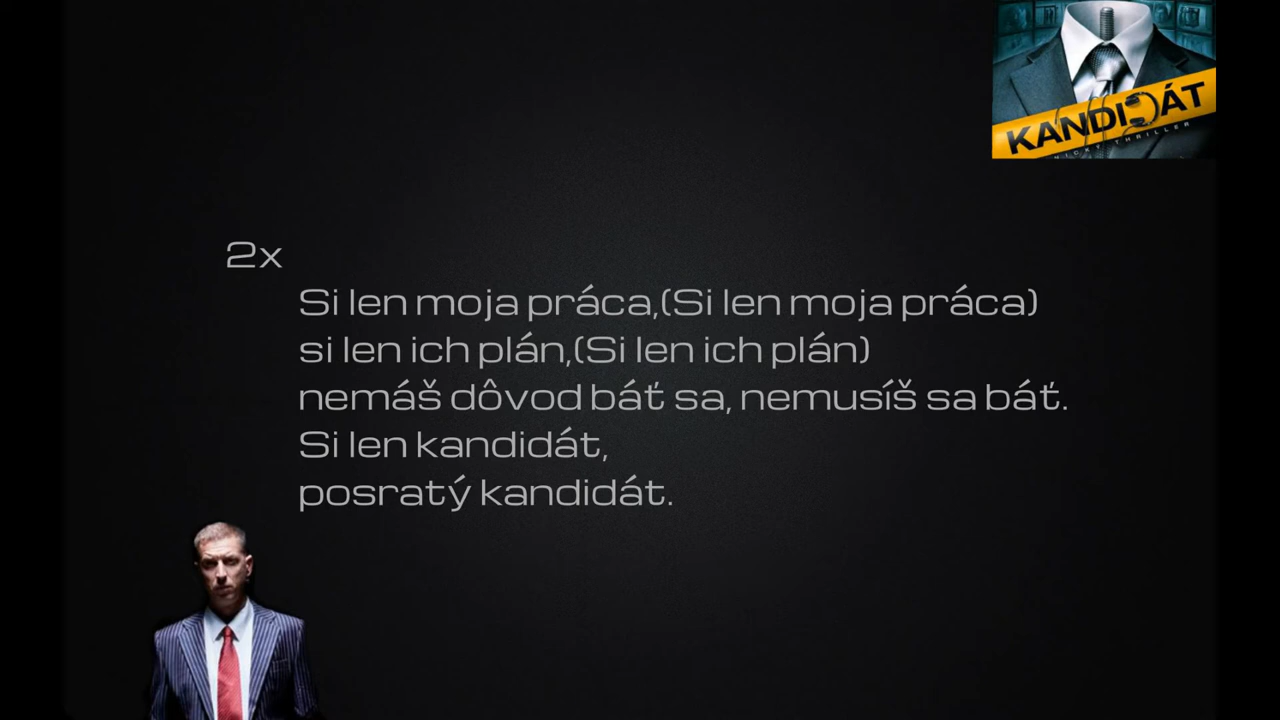 KANDIDÁT
THRILLER
2x
Si len moja práca,(Si len moja práca)
si len ich plán,(Si len ich plán)
nemáš dôvod báť sa, nemusíš sa báť.
Si len kandidát,
posratý kandidát.